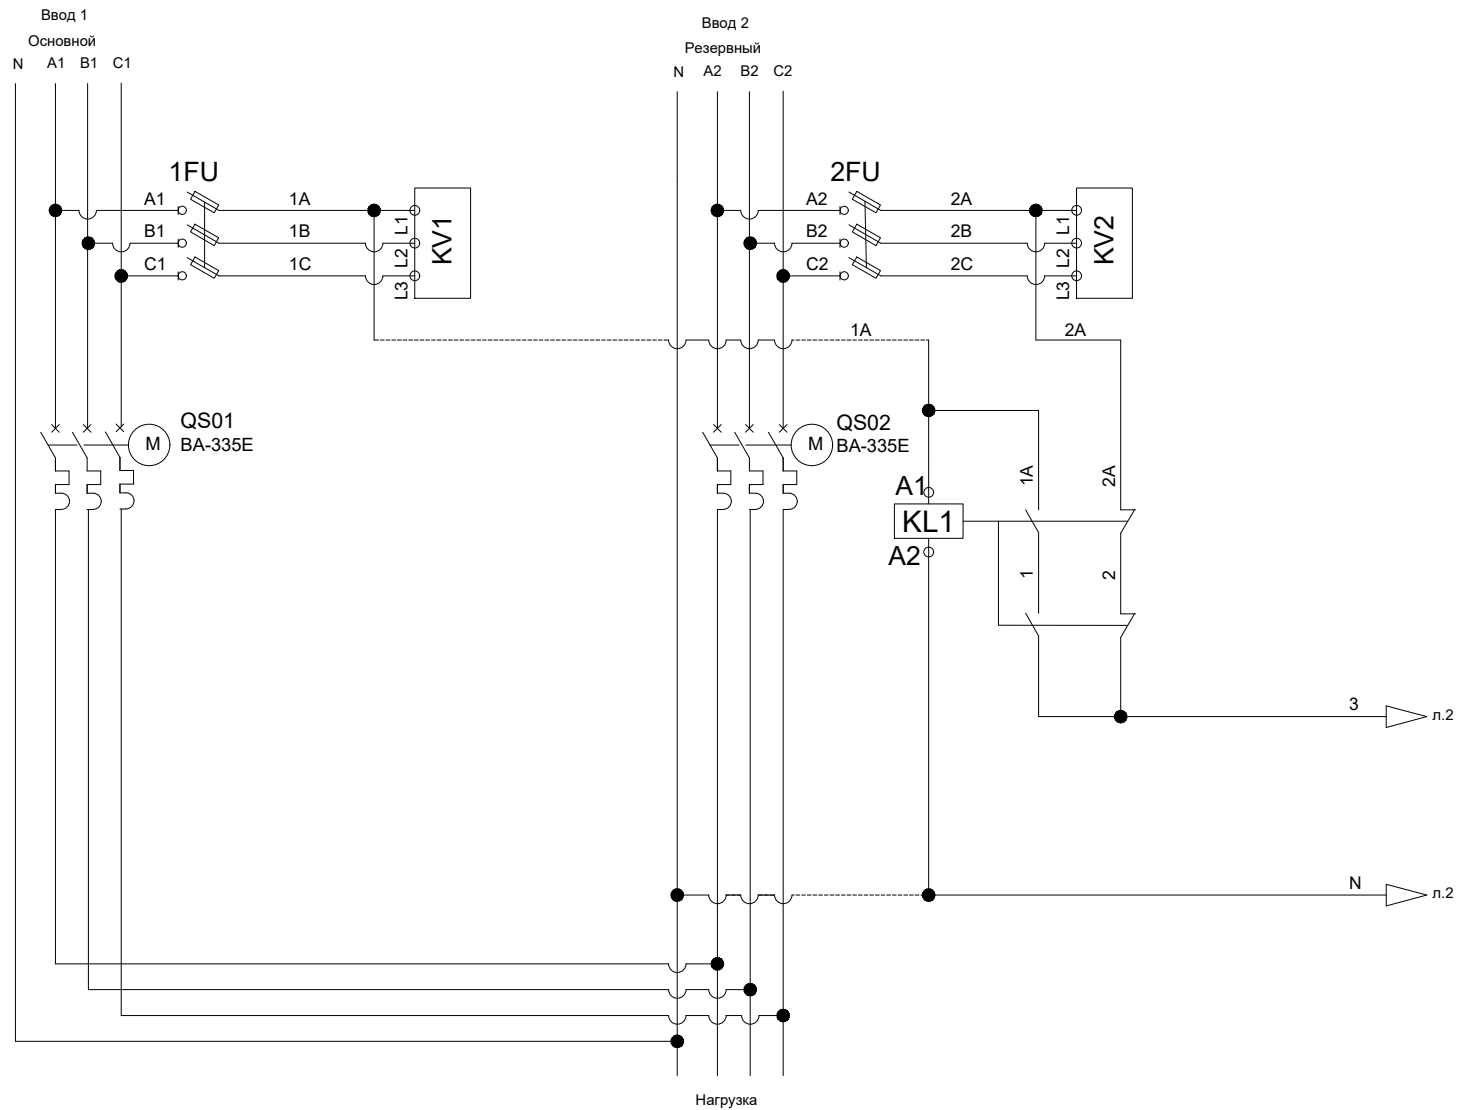 Ввод 1
Основной
N A1 B1 C1
Ввод 2
Резервный
N A2 B2 C2
1FU
A1 1A
B1 1B
C1 1C
L1
L2
L3
KV1
2FU
A2 2A
B2 2B
C2 2C
L1
L2
L3
KV2
1A
2A
QS01
M
BA-335E
QS02
M
BA-335E
1A
2A
A1
KL1
A2
1
2
3
л.2
N
л.2
Нагрузка